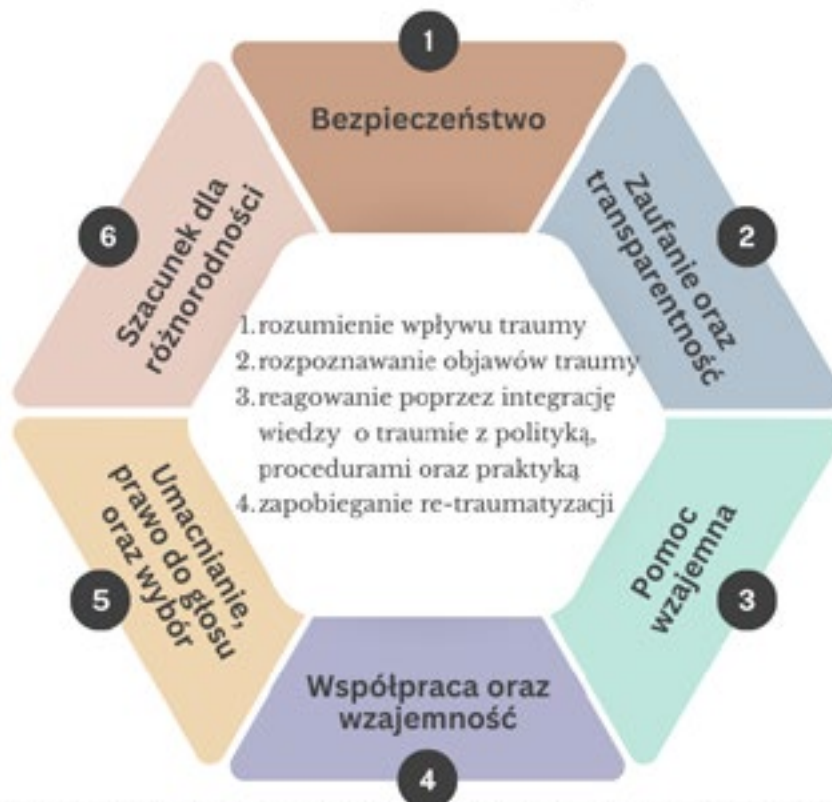 1
Bezpieczeństwo
2
Zaufanie oraz
transparentność
3
Pomoc
wzajemna
4
Współpraca oraz
wzajemność
5
Umacnianie,
prawo do głosu
oraz wybór
6
Szacunek dla
różnorodności
1. rozumienie wpływu traumy
2. rozpoznawanie objawów traumy
3. reagowanie poprzez integrację
wiedzy o traumie z polityką,
procedurami oraz praktyką
4. zapobieganie re-traumatyzacji